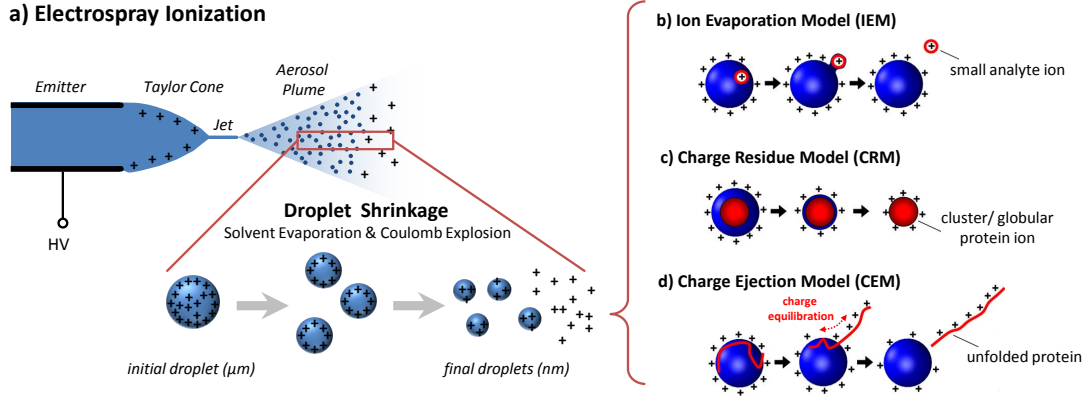 a) Electrospray Ionization
Emitter
Taylor Cone
Jet
Aerosol
Plume
HV
Droplet Shrinkage
Solvent Evaporation & Coulomb Explosion
initial droplet (µm)
final droplets (nm)
b) Ion Evaporation Model (IEM)
small analyte ion
c) Charge Residue Model (CRM)
cluster/ globular
protein ion
d) Charge Ejection Model (CEM)
charge
equilibration
unfolded protein